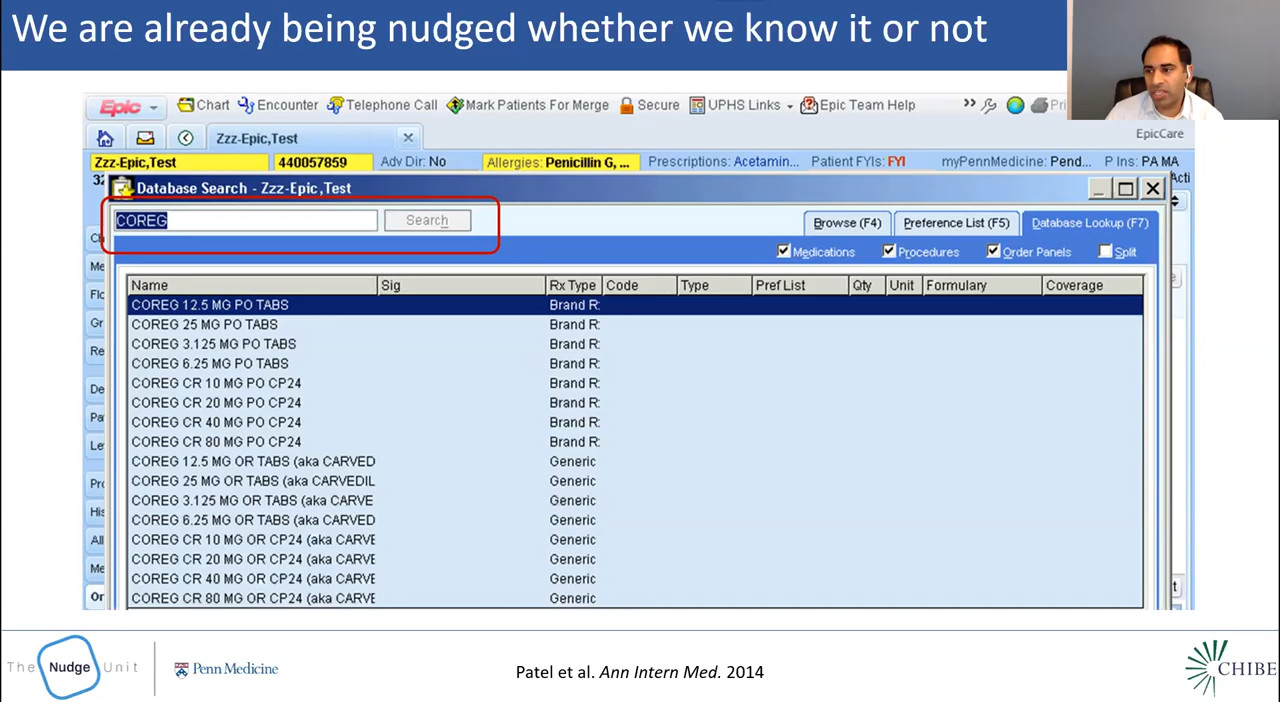 We are already being nudged whether we know it or not
Epic Chart Encounter Telephone Call Mark Patients For Merge Secure UPHS Links Epic Team Help
Zzz-Epic,Test
EpicCare
Zzz-Epic,Test 440057859 Adv Dir: No Allergies: Penicillin G, ... Prescriptions: Acetamin... Patient FYIs: FYI myPennMedicine: Pend... P Ins: PA MA
Database Search - Zzz-Epic,Test
COREG Search Browse (F4) Preference List (F5) Database Lookup (F7)
Medications Procedures Order Panels Split
Name Sig Rx Type Code Type Pref List Qty Unit Formulary Coverage
COREG 12.5 MG PO TABS Brand R:
COREG 25 MG PO TABS Brand R:
COREG 3.125 MG PO TABS Brand R:
COREG 6.25 MG PO TABS Brand R:
COREG CR 10 MG PO CP24 Brand R:
COREG CR 20 MG PO CP24 Brand R:
COREG CR 40 MG PO CP24 Brand R:
COREG CR 80 MG PO CP24 Brand R:
COREG 12.5 MG OR TABS (aka CARVED Generic
COREG 25 MG OR TABS (aka CARVEDIL Generic
COREG 3.125 MG OR TABS (aka CARVE Generic
COREG 6.25 MG OR TABS (aka CARVED Generic
COREG CR 10 MG OR CP24 (aka CARVE Generic
COREG CR 20 MG OR CP24 (aka CARVE Generic
COREG CR 40 MG OR CP24 (aka CARVE Generic
COREG CR 80 MG OR CP24 (aka CARVE Generic
The Nudge Unit
Penn Medicine
Patel et al. Ann Intern Med. 2014
CHIBE